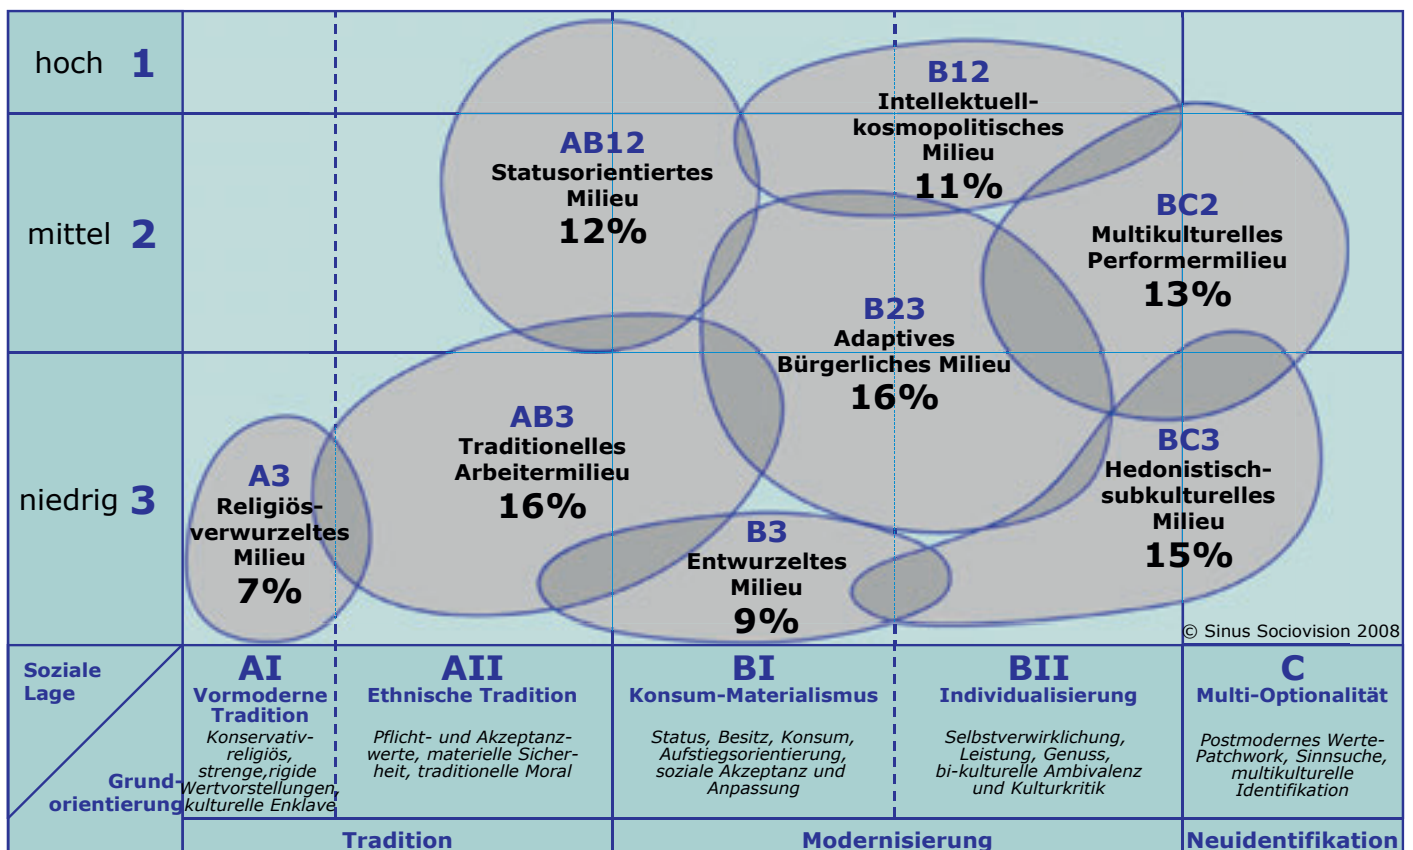 hoch 1
mittel 2
niedrig 3
B12
Intellektuell-
kosmopolitisches
Milieu
11%
AB12
Statusorientiertes
Milieu
12%
BC2
Multikulturelles
Performermilieu
13%
B23
Adaptives
Bürgerliches Milieu
16%
AB3
Traditionelles
Arbeitermilieu
16%
BC3
Hedonistisch-
subkulturelles
Milieu
15%
A3
Religiös-
verwurzeltes
Milieu
7%
B3
Entwurzeltes
Milieu
9%
© Sinus Sociovision 2008
Soziale
Lage
Grund-
orientierung
AI
Vormoderne
Tradition
Konservativ-
religiös,
strenge,rigide
Wertvorstellungen,
kulturelle Enklave
AII
Ethnische Tradition
Pflicht- und Akzeptanz-
werte, materielle Sicher-
heit, traditionelle Moral
BI
Konsum-Materialismus
Status, Besitz, Konsum,
Aufstiegsorientierung,
soziale Akzeptanz und
Anpassung
BII
Individualisierung
Selbstverwirklichung,
Leistung, Genuss,
bi-kulturelle Ambivalenz
und Kulturkritik
C
Multi-Optionalität
Postmodernes Werte-
Patchwork, Sinnsuche,
multikulturelle
Identifikation
Tradition
Modernisierung
Neuidentifikation